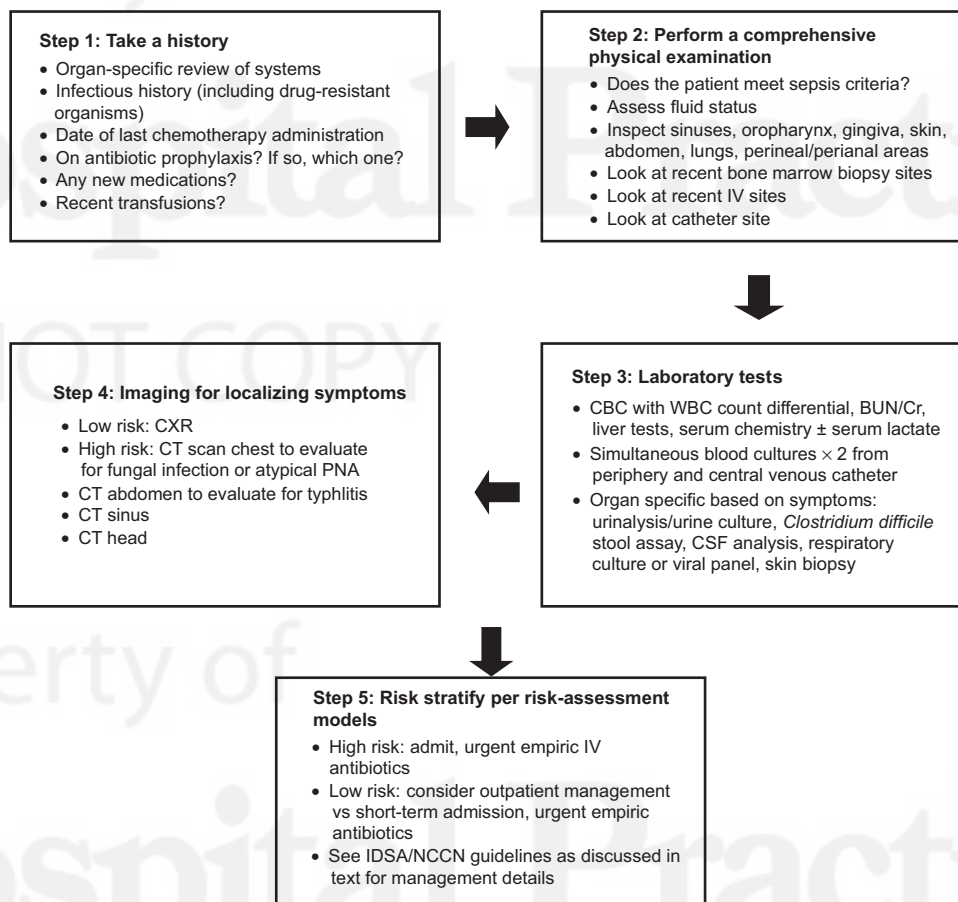 Step 1: Take a history
• Organ-specific review of systems
• Infectious history (including drug-resistant
organisms)
• Date of last chemotherapy administration
• On antibiotic prophylaxis? If so, which one?
• Any new medications?
• Recent transfusions?
Step 2: Perform a comprehensive
physical examination
• Does the patient meet sepsis criteria?
• Assess fluid status
• Inspect sinuses, oropharynx, gingiva, skin,
abdomen, lungs, perineal/perianal areas
• Look at recent bone marrow biopsy sites
• Look at recent IV sites
• Look at catheter site
Step 3: Laboratory tests
• CBC with WBC count differential, BUN/Cr,
liver tests, serum chemistry ± serum lactate
• Simultaneous blood cultures × 2 from
periphery and central venous catheter
• Organ specific based on symptoms:
urinalysis/urine culture, Clostridium difficile
stool assay, CSF analysis, respiratory
culture or viral panel, skin biopsy
Step 4: Imaging for localizing symptoms
• Low risk: CXR
• High risk: CT scan chest to evaluate
for fungal infection or atypical PNA
• CT abdomen to evaluate for typhlitis
• CT sinus
• CT head
Step 5: Risk stratify per risk-assessment
models
• High risk: admit, urgent empiric IV
antibiotics
• Low risk: consider outpatient management
vs short-term admission, urgent empiric
antibiotics
• See IDSA/NCCN guidelines as discussed in
text for management details
ospital Practi
NOT COPY
erty of
ospital Practi